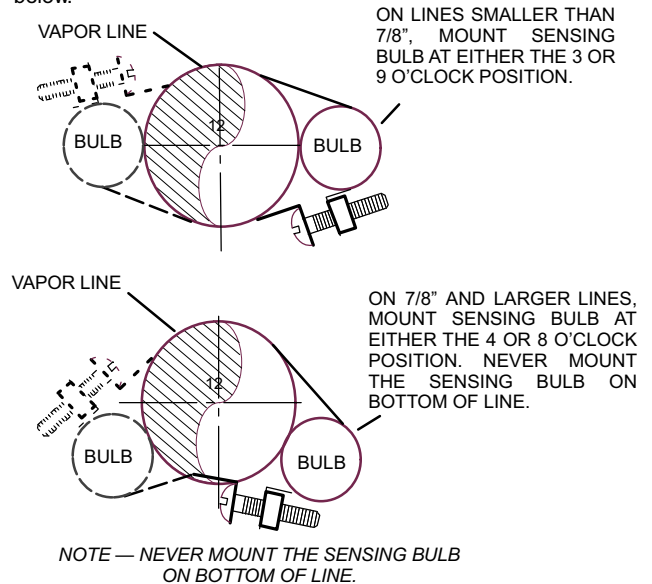 below.
VAPOR LINE
ON LINES SMALLER THAN
7/8”, MOUNT SENSING
BULB AT EITHER THE 3 OR
9 O’CLOCK POSITION.
12
BULB
BULB
VAPOR LINE
ON 7/8” AND LARGER LINES,
MOUNT SENSING BULB AT
EITHER THE 4 OR 8 O’CLOCK
POSITION. NEVER MOUNT
THE SENSING BULB ON
BOTTOM OF LINE.
12
BULB
BULB
NOTE — NEVER MOUNT THE SENSING BULB
ON BOTTOM OF LINE.